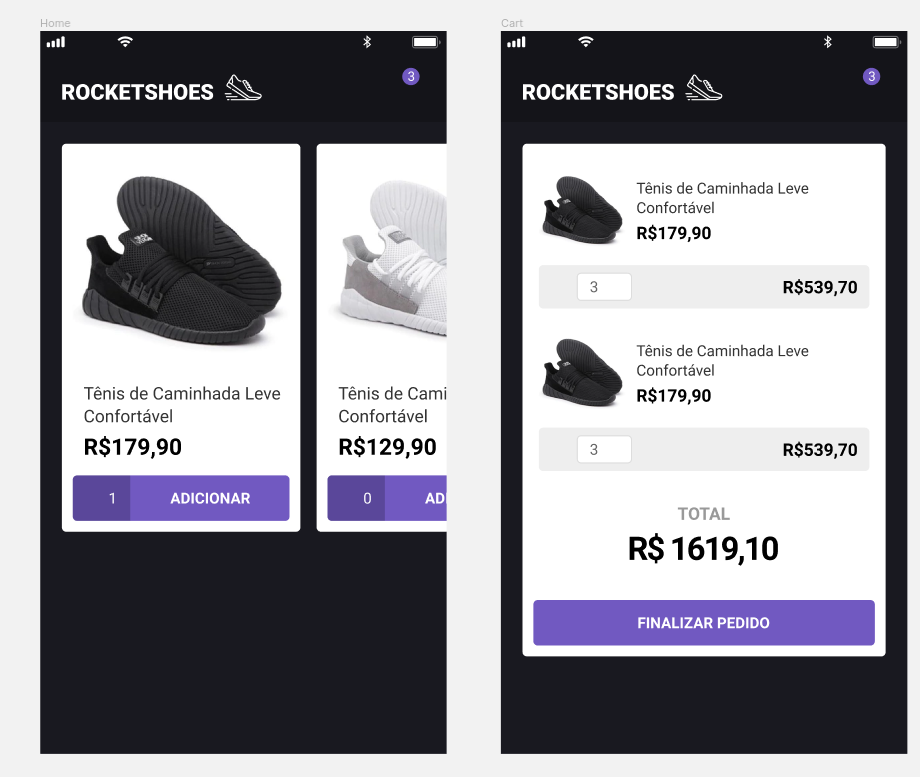 Home
3
ROCKETSHOES
Tênis de Caminhada Leve
Confortável
R$179,90
1 ADICIONAR
Tênis de Cami
Confortável
R$129,90
0 AD
Cart
3
ROCKETSHOES
Tênis de Caminhada Leve
Confortável
R$179,90
3 R$539,70
Tênis de Caminhada Leve
Confortável
R$179,90
3 R$539,70
TOTAL
R$ 1619,10
FINALIZAR PEDIDO